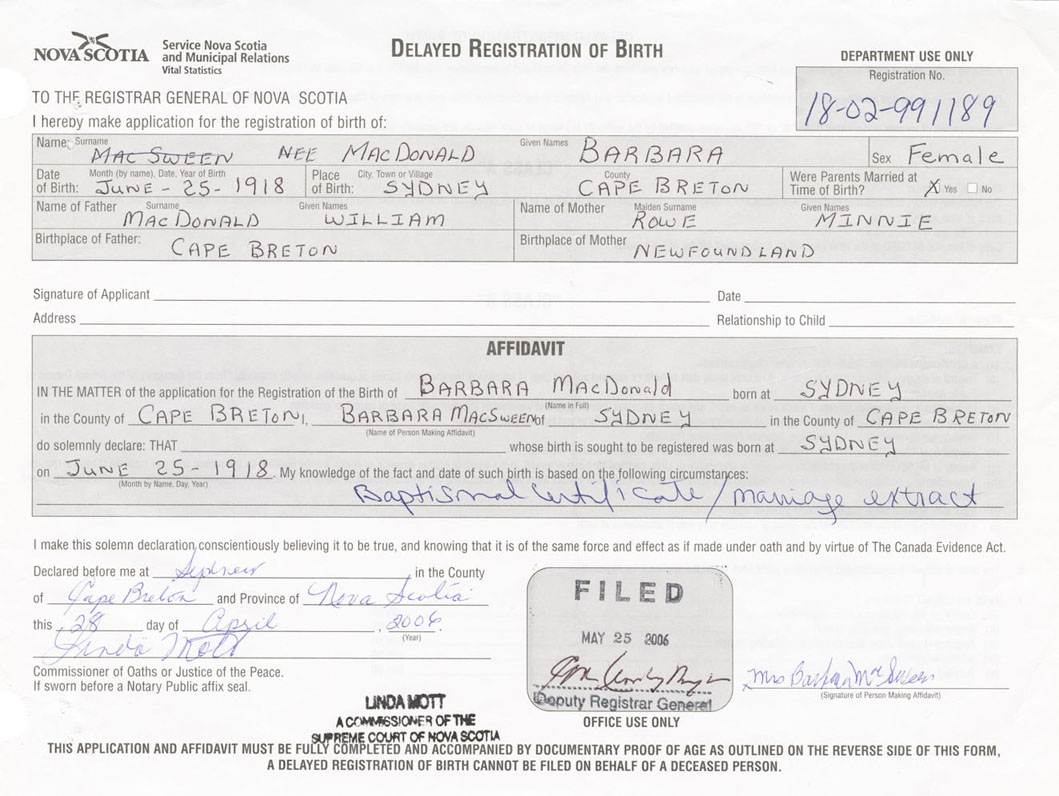 NOVA SCOTIA
Service Nova Scotia
and Municipal Relations
Vital Statistics
DELAYED REGISTRATION OF BIRTH
DEPARTMENT USE ONLY
Registration No.
18-02-991189
TO THE REGISTRAR GENERAL OF NOVA SCOTIA
I hereby make application for the registration of birth of:
Name: Surname MACSWEEN NEE MACDONALD Given Names BARBARA Sex Female
Date of Birth: Month (by name), Date, Year of Birth JUNE - 25 - 1918 Place of Birth: City, Town or Village SYDNEY County CAPE BRETON Were Parents Married at Time of Birth? X Yes No
Name of Father Surname MACDONALD Given Names WILLIAM Name of Mother Maiden Surname ROWE Given Names MINNIE
Birthplace of Father: CAPE BRETON Birthplace of Mother NEWFOUNDLAND
Signature of Applicant Date
Address Relationship to Child
AFFIDAVIT
IN THE MATTER of the application for the Registration of the Birth of BARBARA MACDONALD born at SYDNEY
(Name in Full)
in the County of CAPE BRETON I, BARBARA MACSWEEN of SYDNEY in the County of CAPE BRETON
(Name of Person Making Affidavit)
do solemnly declare: THAT whose birth is sought to be registered was born at SYDNEY
on JUNE 25 - 1918. My knowledge of the fact and date of such birth is based on the following circumstances:
(Month by Name, Day, Year)
Baptismal Certificate / marriage extract
I make this solemn declaration conscientiously believing it to be true, and knowing that it is of the same force and effect as if made under oath and by virtue of The Canada Evidence Act.
Declared before me at Sydney, in the County
of Cape Breton and Province of Nova Scotia
this 28 day of April, 2006.
(Year)
Linda Mott
Commissioner of Oaths or Justice of the Peace.
If sworn before a Notary Public affix seal.
LINDA MOTT
A COMMISSIONER OF THE
SUPREME COURT OF NOVA SCOTIA
FILED
MAY 25 2006
Deputy Registrar General
OFFICE USE ONLY
Mrs Barbara McSween
(Signature of Person Making Affidavit)
THIS APPLICATION AND AFFIDAVIT MUST BE FULLY COMPLETED AND ACCOMPANIED BY DOCUMENTARY PROOF OF AGE AS OUTLINED ON THE REVERSE SIDE OF THIS FORM,
A DELAYED REGISTRATION OF BIRTH CANNOT BE FILED ON BEHALF OF A DECEASED PERSON.